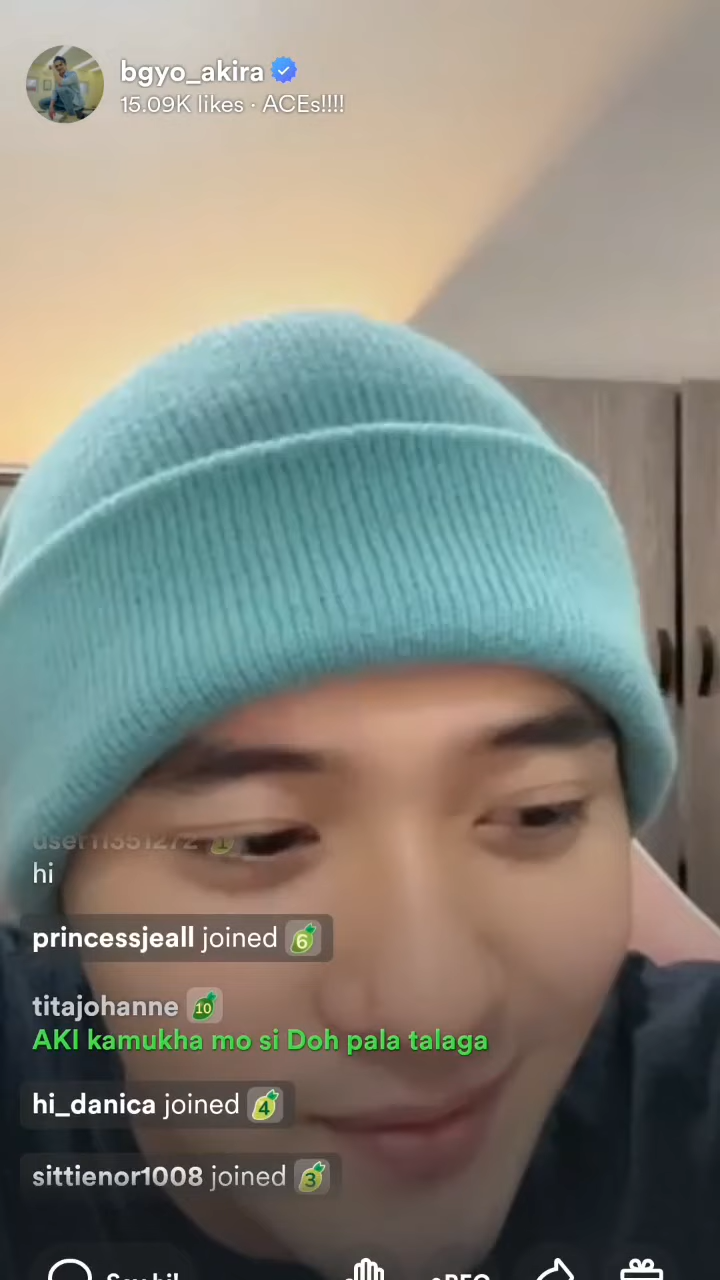 bgyo_akira
15.09K likes · ACEs!!!!
hi
princessjeall joined 6
titajohanne 10
AKI kamukha mo si Doh pala talaga
hi_danica joined 4
sittienor1008 joined 3